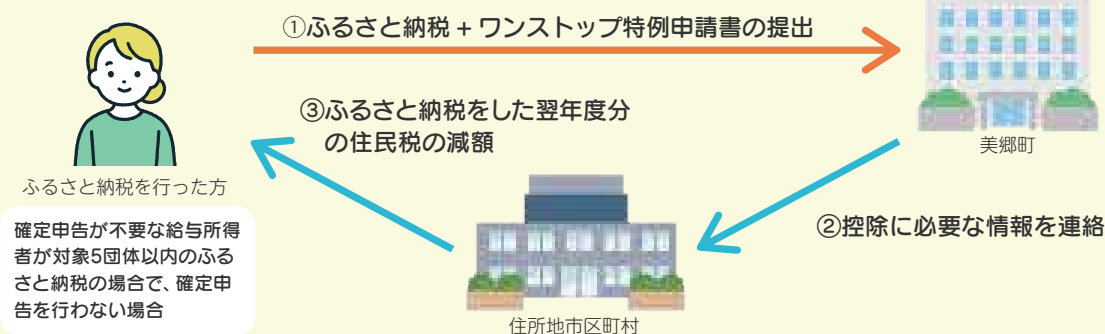 ①ふるさと納税 + ワンストップ特例申請書の提出
③ふるさと納税をした翌年度分
の住民税の減額
美郷町
ふるさと納税を行った方
②控除に必要な情報を連絡
確定申告が不要な給与所得
者が対象5団体以内のふる
さと納税の場合で、確定申
告を行わない場合
住所地市区町村